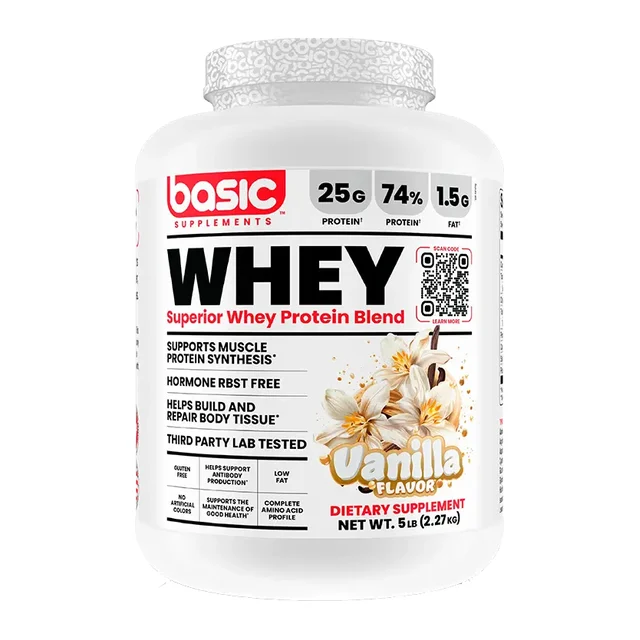 basic
SUPPLEMENTS™
25G
PROTEIN†
74%
PROTEIN†
1.5G
FAT†
WHEY
Superior Whey Protein Blend
SCAN CODE
LEARN MORE
SUPPORTS MUSCLE
PROTEIN SYNTHESIS*
HORMONE RBST FREE
HELPS BUILD AND
REPAIR BODY TISSUE*
THIRD PARTY LAB TESTED
GLUTEN
FREE
HELPS SUPPORT
ANTIBODY
PRODUCTION*
LOW
FAT
NO
ARTIFICIAL
COLORS
SUPPORTS THE
MAINTENANCE OF
GOOD HEALTH*
COMPLETE
AMINO ACID
PROFILE
Vanilla
FLAVOR
DIETARY SUPPLEMENT
NET WT. 5 LB (2.27KG)